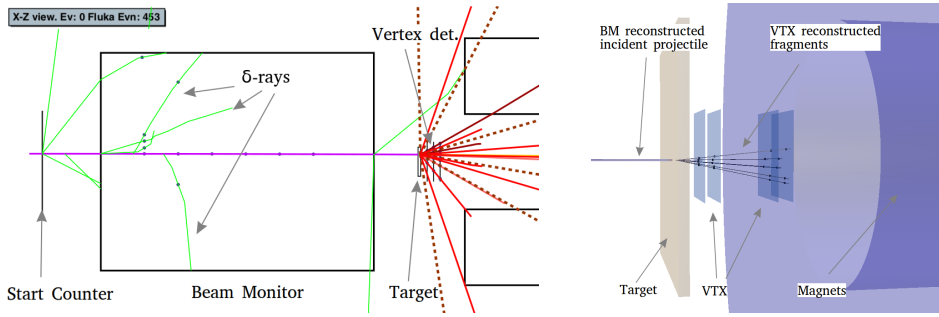 X-Z view. Ev: 0 Fluka Evn: 453
Vertex det.
δ-rays
Start Counter
Beam Monitor
Target
BM reconstructed
incident projectile
VTX reconstructed
fragments
Target
VTX
Magnets